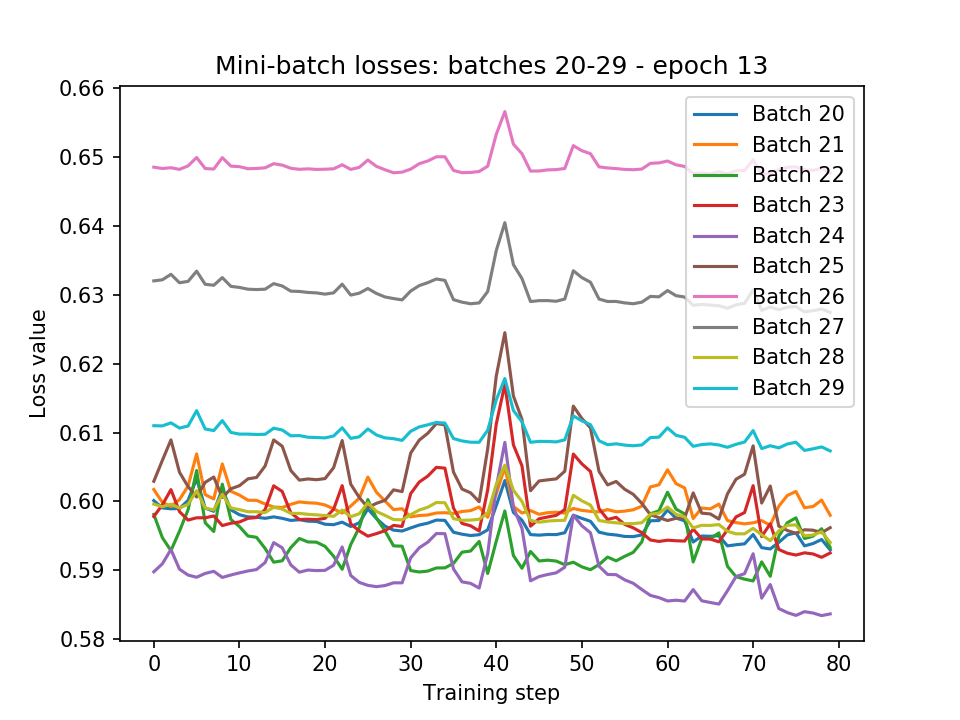 Mini-batch losses: batches 20-29 - epoch 13
0.66
0.65
0.64
0.63
0.62
0.61
0.60
0.59
0.58
Loss value
0 10 20 30 40 50 60 70 80
Training step
Batch 20
Batch 21
Batch 22
Batch 23
Batch 24
Batch 25
Batch 26
Batch 27
Batch 28
Batch 29